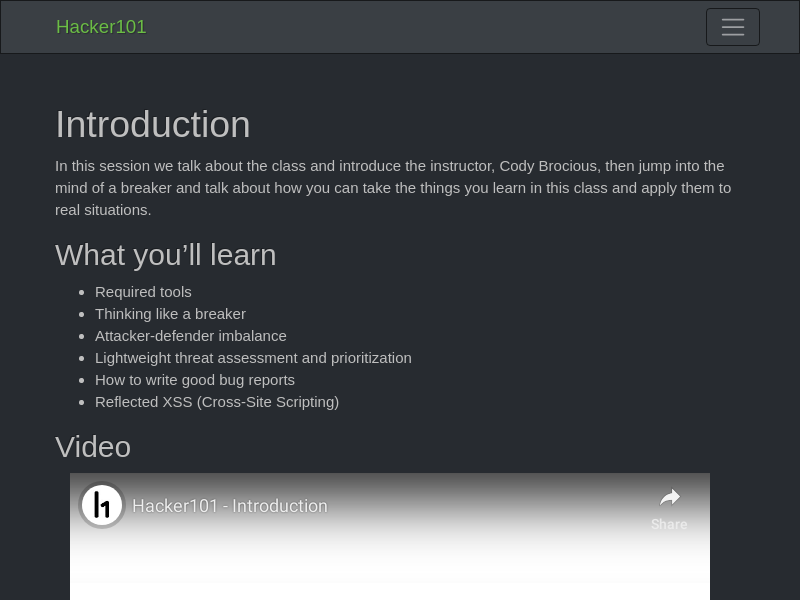 Hacker101
Introduction
In this session we talk about the class and introduce the instructor, Cody Brocious, then jump into the
mind of a breaker and talk about how you can take the things you learn in this class and apply them to
real situations.
What you’ll learn
Required tools
Thinking like a breaker
Attacker-defender imbalance
Lightweight threat assessment and prioritization
How to write good bug reports
Reflected XSS (Cross-Site Scripting)
Video
h1 Hacker101 - Introduction
Share